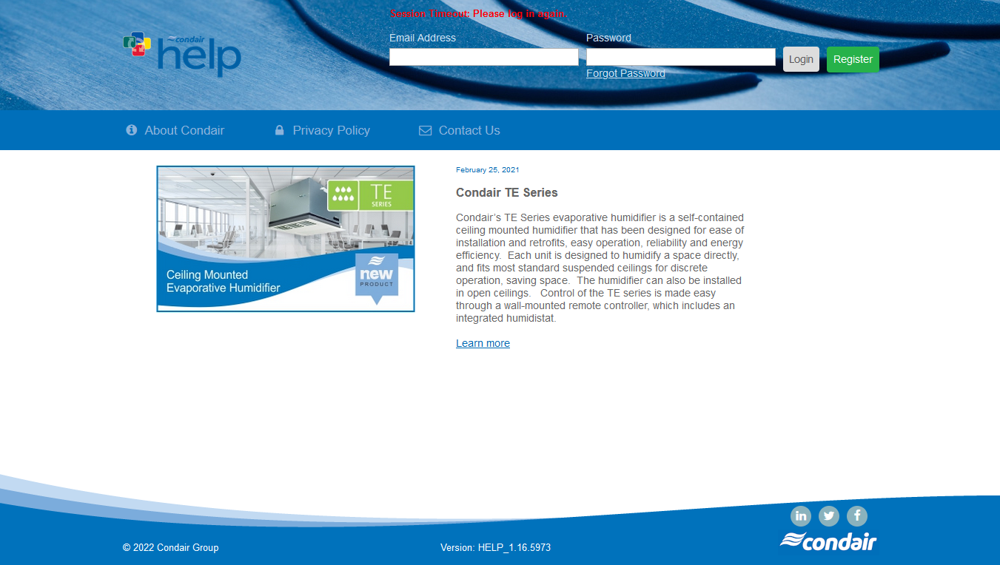 Session Timeout: Please log in again.
condair
help
Email Address
Password
Login
Register
Forgot Password
About Condair
Privacy Policy
Contact Us
TE
SERIES
new
PRODUCT
Ceiling Mounted
Evaporative Humidifier
February 25, 2021
Condair TE Series
Condair’s TE Series evaporative humidifier is a self-contained
ceiling mounted humidifier that has been designed for ease of
installation and retrofits, easy operation, reliability and energy
efficiency.  Each unit is designed to humidify a space directly,
and fits most standard suspended ceilings for discrete
operation, saving space.  The humidifier can also be installed
in open ceilings.   Control of the TE series is made easy
through a wall-mounted remote controller, which includes an
integrated humidistat.
Learn more
in
f
condair
© 2022 Condair Group
Version: HELP_1.16.5973